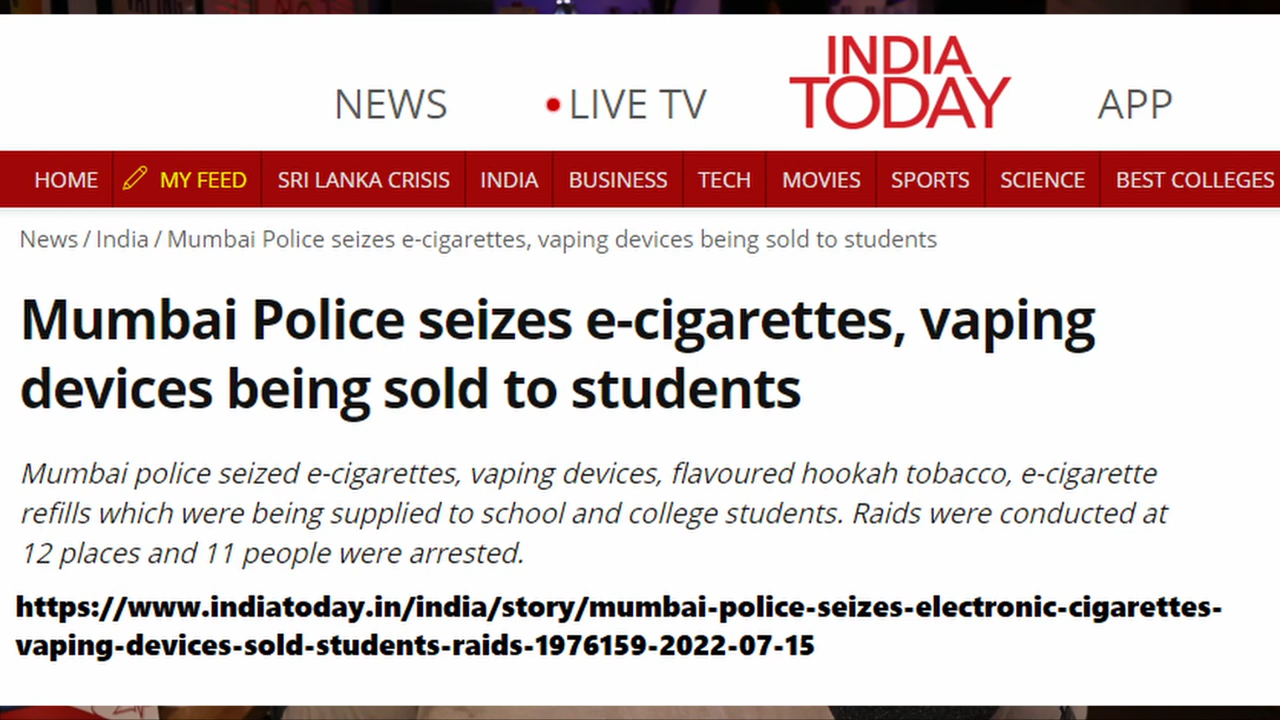 NEWS
LIVE TV
INDIA
TODAY
APP
HOME MY FEED SRI LANKA CRISIS INDIA BUSINESS TECH MOVIES SPORTS SCIENCE BEST COLLEGES
News / India / Mumbai Police seizes e-cigarettes, vaping devices being sold to students
Mumbai Police seizes e-cigarettes, vaping
devices being sold to students
Mumbai police seized e-cigarettes, vaping devices, flavoured hookah tobacco, e-cigarette
refills which were being supplied to school and college students. Raids were conducted at
12 places and 11 people were arrested.
https://www.indiatoday.in/india/story/mumbai-police-seizes-electronic-cigarettes-
vaping-devices-sold-students-raids-1976159-2022-07-15